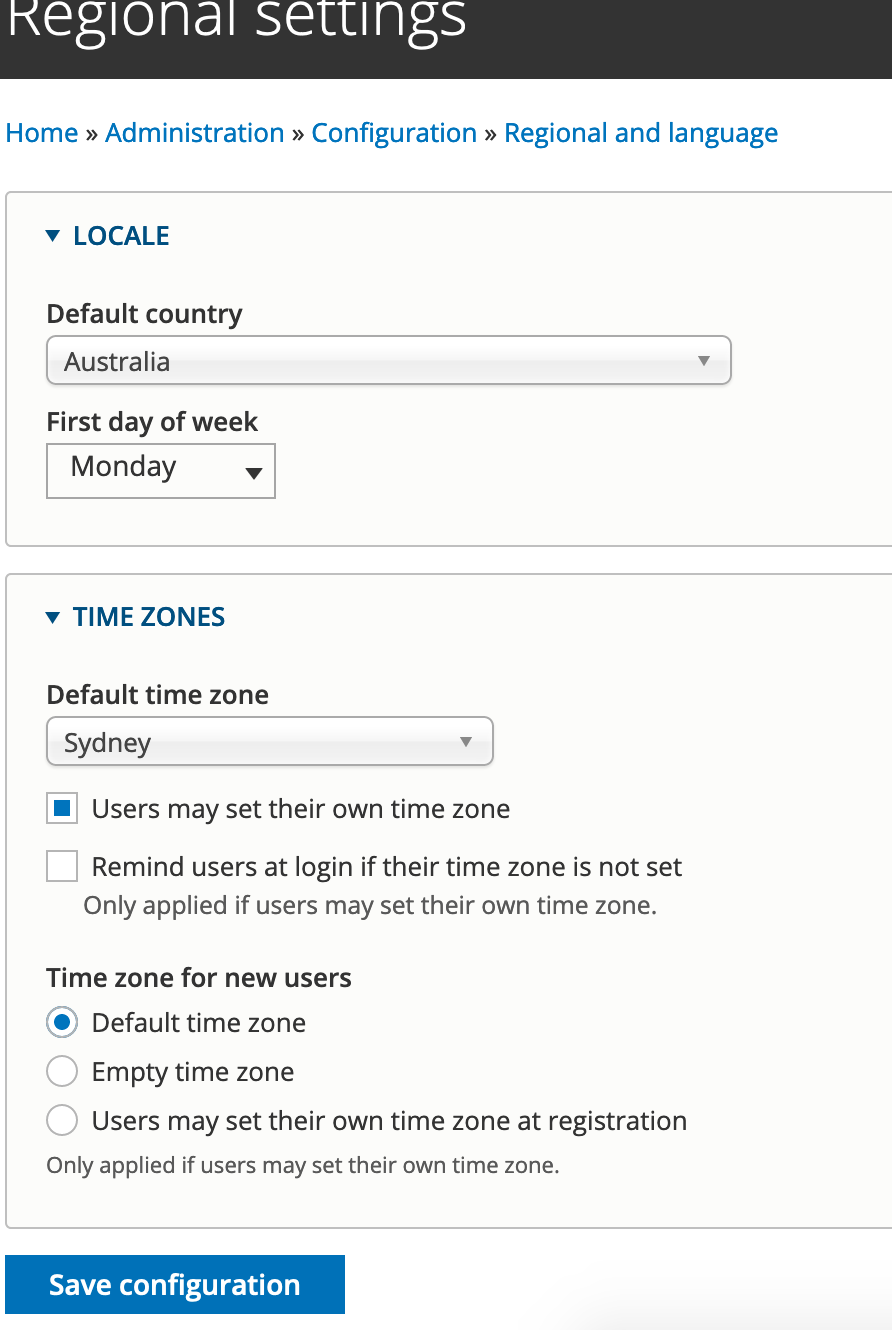 Regional settings
Home » Administration » Configuration » Regional and language
LOCALE
Default country
Australia
First day of week
Monday
TIME ZONES
Default time zone
Sydney
Users may set their own time zone
Remind users at login if their time zone is not set
Only applied if users may set their own time zone.
Time zone for new users
Default time zone
Empty time zone
Users may set their own time zone at registration
Only applied if users may set their own time zone.
Save configuration